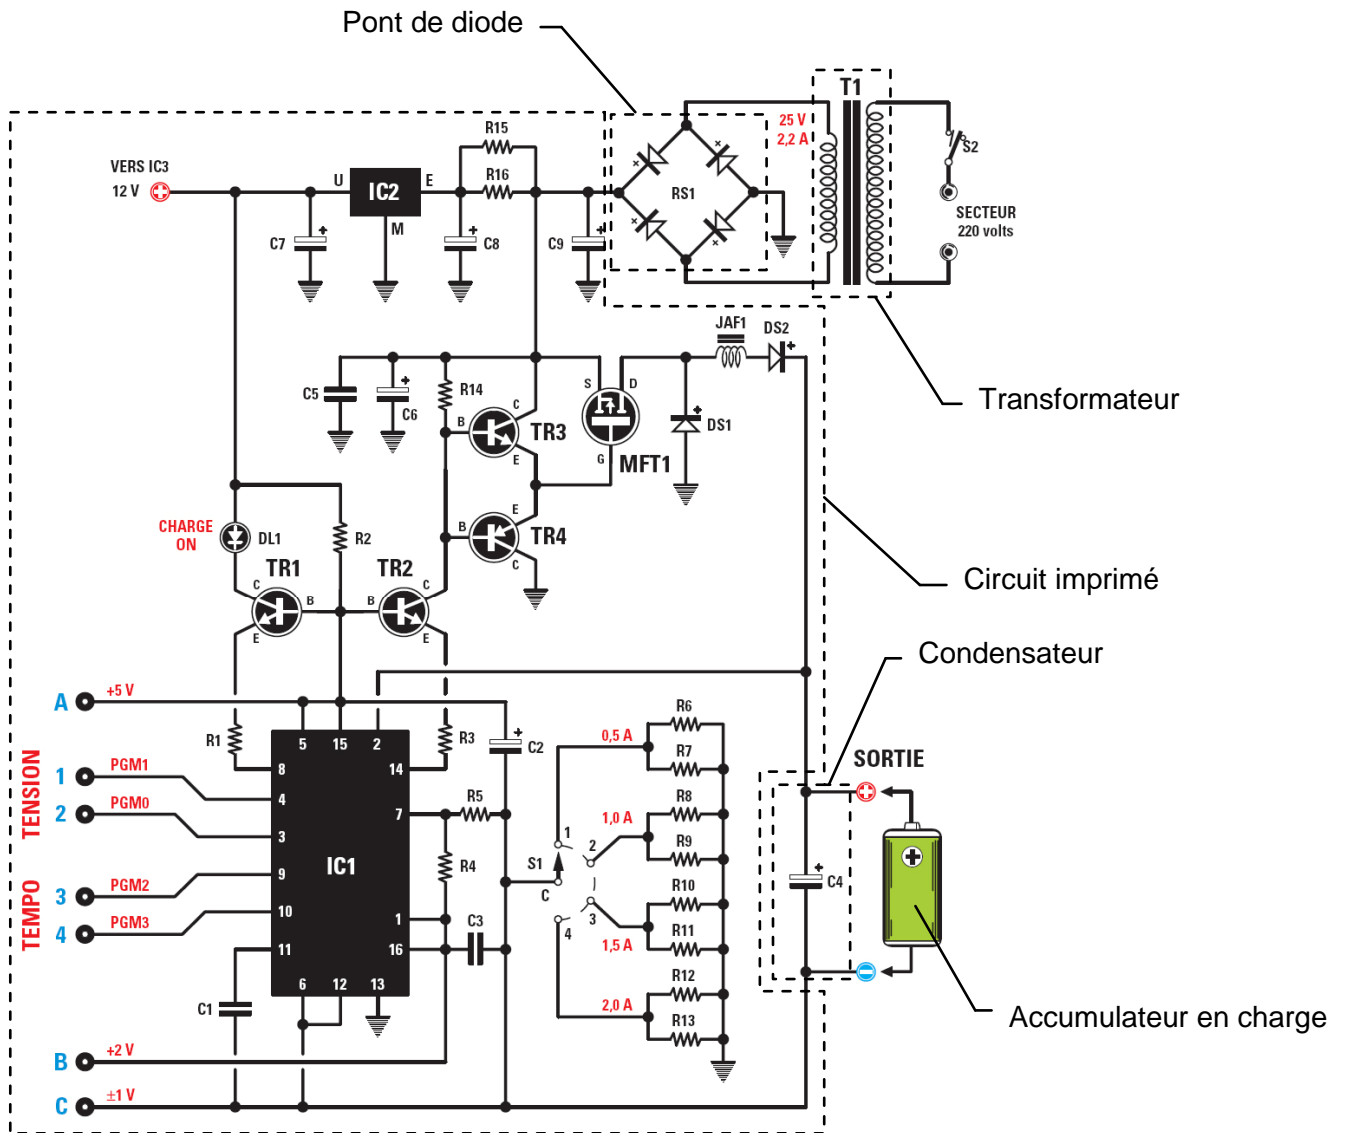 Pont de diode
T1
25 V
2,2 A
S2
SECTEUR
220 volts
R15
R16
VERS IC3
12 V
U
IC2
E
M
RS1
C7
+
C8
+
C9
+
JAF1
DS2
+
C5
C6
+
R14
S
D
G
MFT1
DS1
+
Transformateur
B
C
E
TR3
B
E
C
TR4
CHARGE
ON
DL1
R2
TR1
TR2
C
B
E
B
C
E
Circuit imprimé
Condensateur
A
+5 V
R1
5
15
2
R3
C2
+
8
14
TENSION
1
PGM1
4
2
PGM0
3
7
R5
R4
IC1
TEMPO
3
PGM2
9
4
PGM3
10
1
16
C3
11
6
12
13
C1
B
+2 V
C
±1 V
S1
C
1
2
3
4
0,5 A
R6
R7
1,0 A
R8
R9
1,5 A
R10
R11
2,0 A
R12
R13
SORTIE
+
C4
+
+
−
Accumulateur en charge